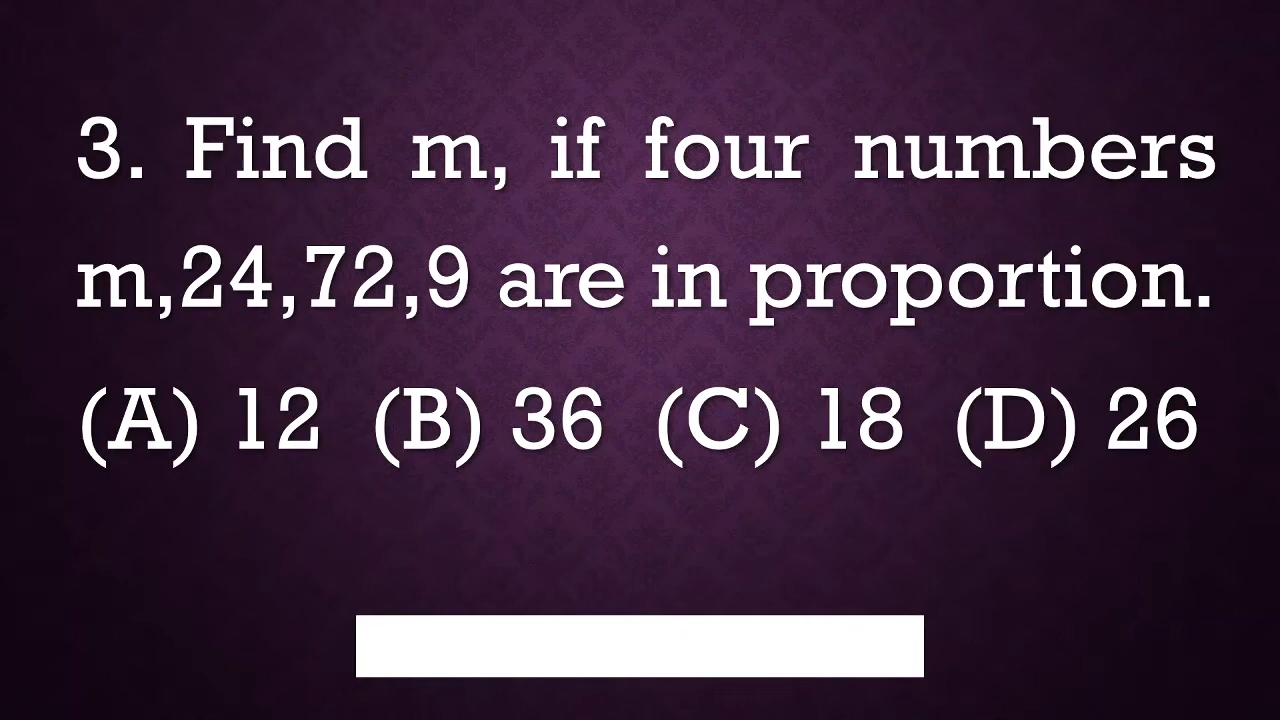 3. Find m, if four numbers
m,24,72,9 are in proportion.
(A) 12 (B) 36 (C) 18 (D) 26